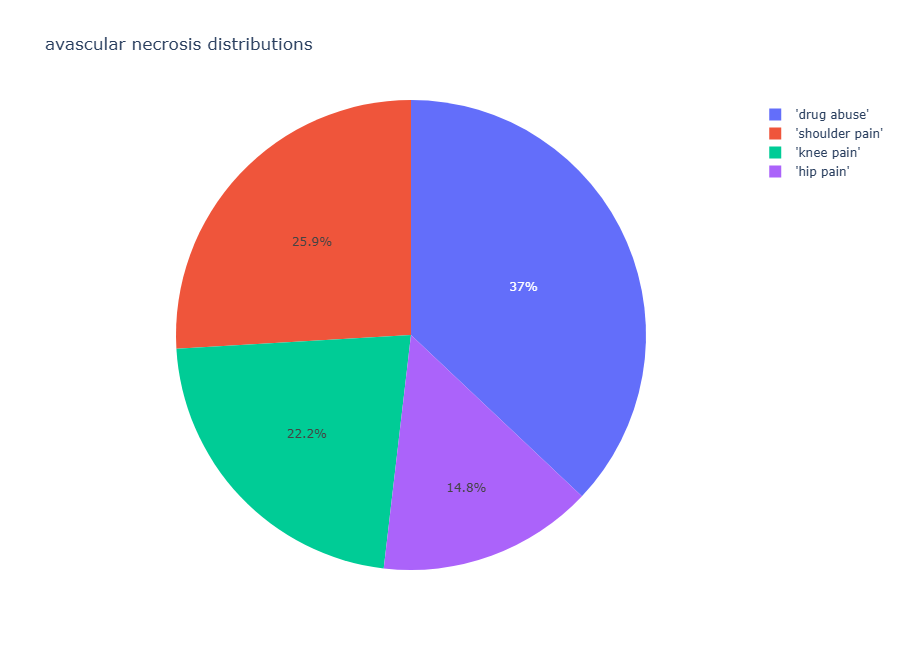 avascular necrosis distributions
'drug abuse'
'shoulder pain'
'knee pain'
'hip pain'
25.9%
37%
22.2%
14.8%